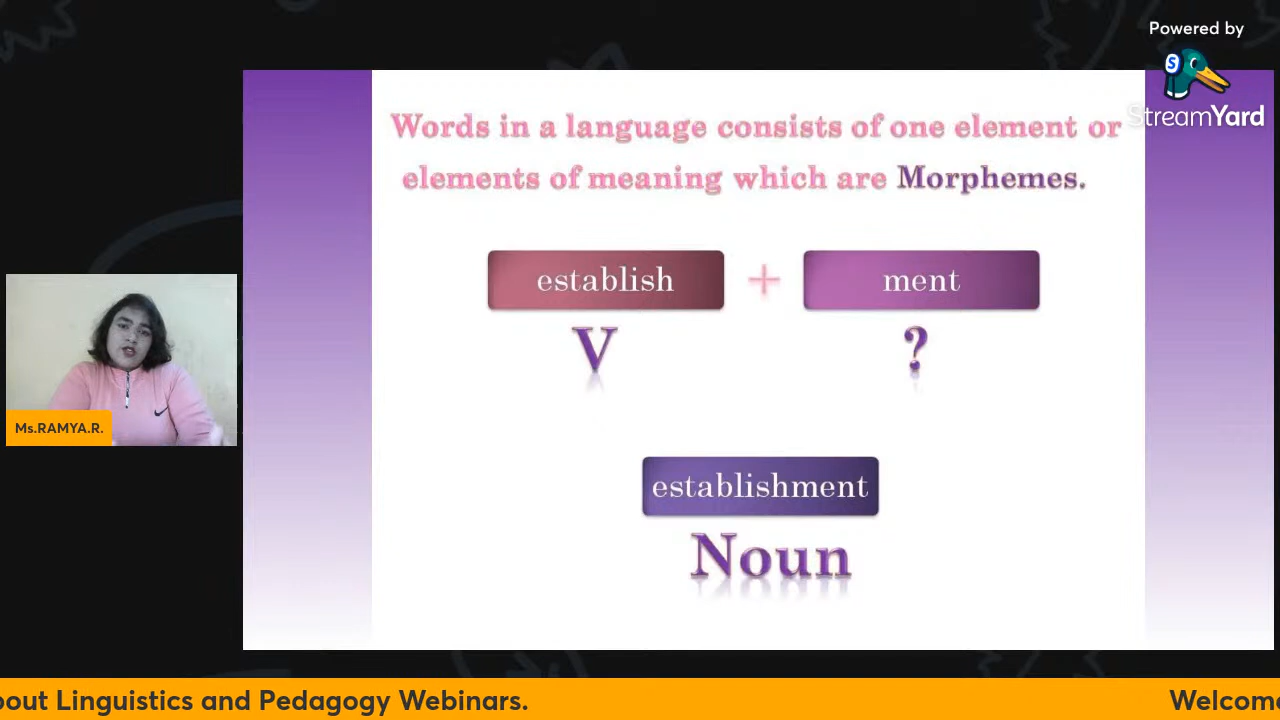 Powered by
StreamYard
Words in a language consists of one element or
elements of meaning which are Morphemes.
establish + ment
V ?
establishment
Noun
Ms.RAMYA.R.
bout Linguistics and Pedagogy Webinars. Welcome